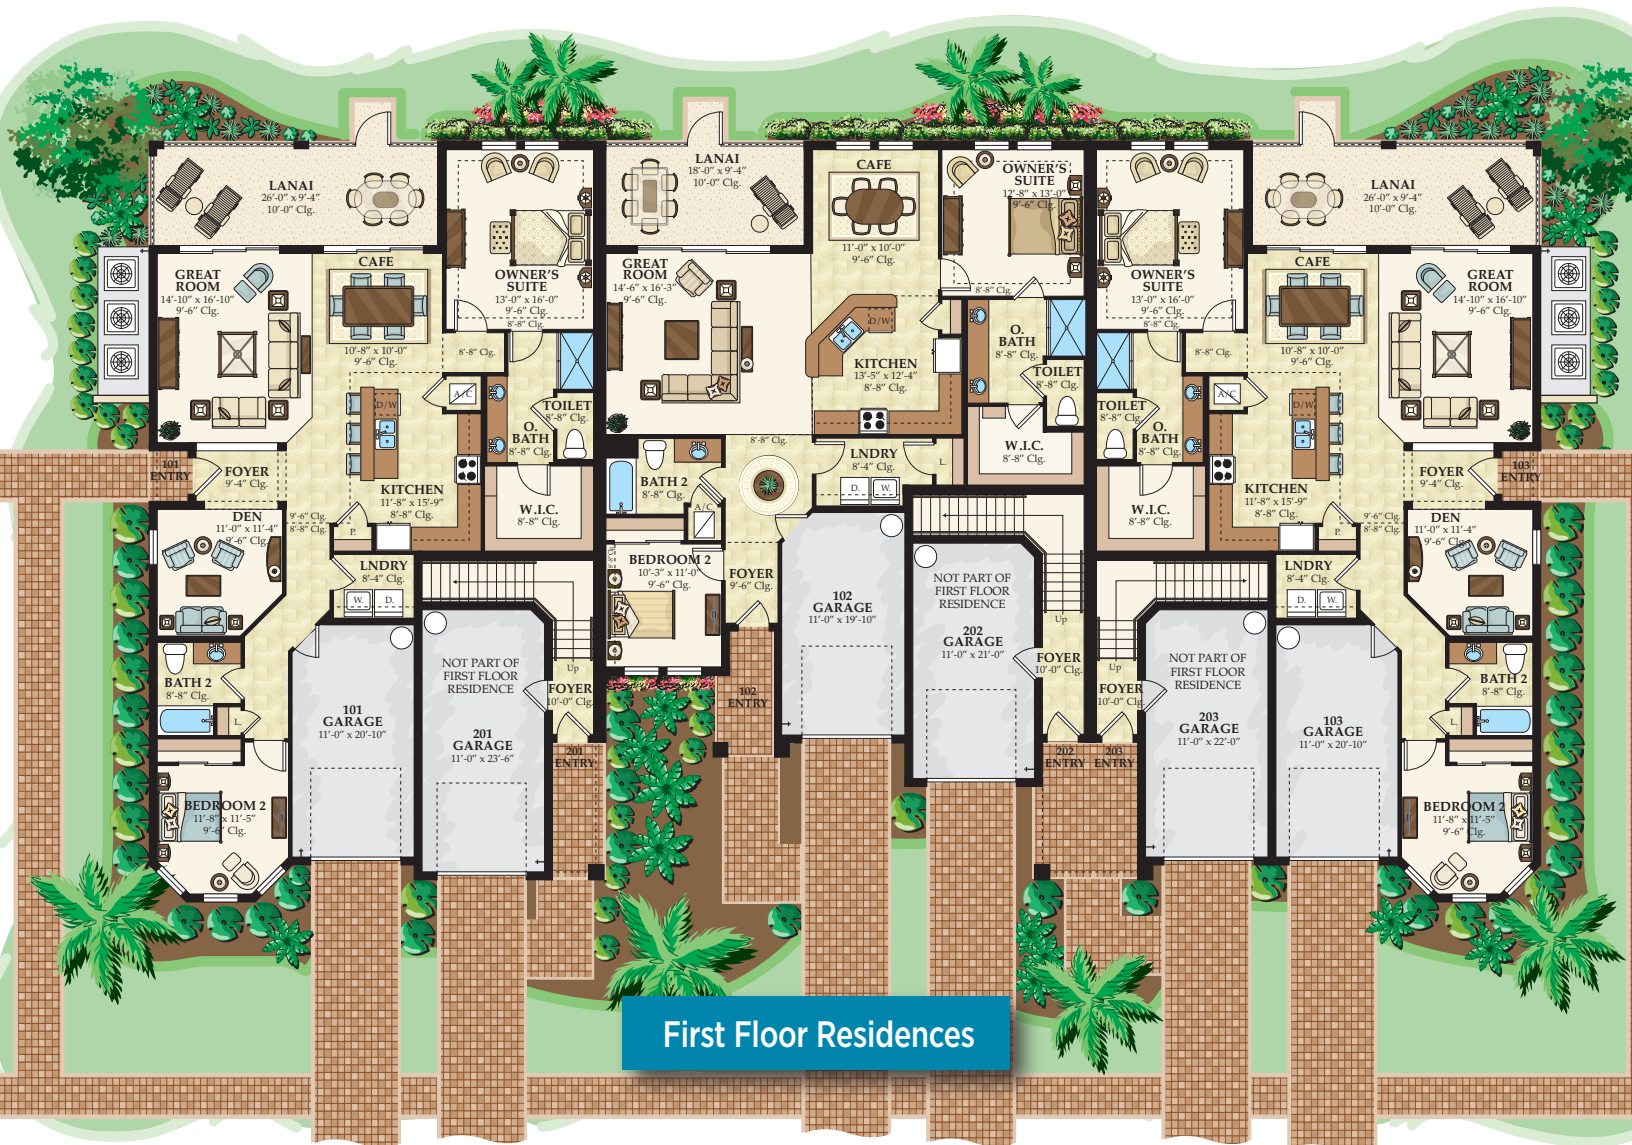 LANAI
26'-0" x 9'-4"
10'-0" Clg.
GREAT
ROOM
14'-10" x 16'-10"
9'-6" Clg.
CAFE
10'-8" x 10'-0"
9'-6" Clg.
OWNER'S
SUITE
13'-0" x 16'-0"
9'-6" Clg.
8'-8" Clg.
8'-8" Clg.
A/C
D/W
TOILET
8'-8" Clg.
O.
BATH
8'-8" Clg.
W.I.C.
8'-8" Clg.
KITCHEN
11'-8" x 15'-9"
8'-8" Clg.
101
ENTRY
FOYER
9'-4" Clg.
DEN
11'-0" x 11'-4"
9'-6" Clg.
9'-6" Clg.
8'-8" Clg.
P.
LNDRY
8'-4" Clg.
W.
D.
BATH 2
8'-8" Clg.
L.
BEDROOM 2
11'-8" x 11'-5"
9'-6" Clg.
101
GARAGE
11'-0" x 20'-10"
NOT PART OF
FIRST FLOOR
RESIDENCE
201
GARAGE
11'-0" x 23'-6"
Up
FOYER
10'-0" Clg.
201
ENTRY
LANAI
18'-0" x 9'-4"
10'-0" Clg.
GREAT
ROOM
14'-6" x 16'-3"
9'-6" Clg.
CAFE
11'-0" x 10'-0"
9'-6" Clg.
OWNER'S
SUITE
12'-8" x 13'-0"
9'-6" Clg.
8'-8" Clg.
D/W
KITCHEN
13'-5" x 12'-4"
8'-8" Clg.
O.
BATH
8'-8" Clg.
TOILET
8'-8" Clg.
W.I.C.
8'-8" Clg.
8'-8" Clg.
LNDRY
8'-4" Clg.
D.
W.
L.
BATH 2
8'-8" Clg.
A/C
BEDROOM 2
10'-3" x 11'-0"
9'-6" Clg.
FOYER
9'-6" Clg.
102
ENTRY
102
GARAGE
11'-0" x 19'-10"
NOT PART OF
FIRST FLOOR
RESIDENCE
202
GARAGE
11'-0" x 21'-0"
Up
FOYER
10'-0" Clg.
202
ENTRY
OWNER'S
SUITE
13'-0" x 16'-0"
9'-6" Clg.
8'-8" Clg.
LANAI
26'-0" x 9'-4"
10'-0" Clg.
CAFE
10'-8" x 10'-0"
9'-6" Clg.
GREAT
ROOM
14'-10" x 16'-10"
9'-6" Clg.
8'-8" Clg.
A/C
D/W
TOILET
8'-8" Clg.
O.
BATH
8'-8" Clg.
W.I.C.
8'-8" Clg.
KITCHEN
11'-8" x 15'-9"
8'-8" Clg.
FOYER
9'-4" Clg.
103
ENTRY
DEN
11'-0" x 11'-4"
9'-6" Clg.
9'-6" Clg.
8'-8" Clg.
P.
LNDRY
8'-4" Clg.
D.
W.
BATH 2
8'-8" Clg.
L.
BEDROOM 2
11'-8" x 11'-5"
9'-6" Clg.
Up
FOYER
10'-0" Clg.
203
ENTRY
NOT PART OF
FIRST FLOOR
RESIDENCE
203
GARAGE
11'-0" x 22'-0"
103
GARAGE
11'-0" x 20'-10"
First Floor Residences